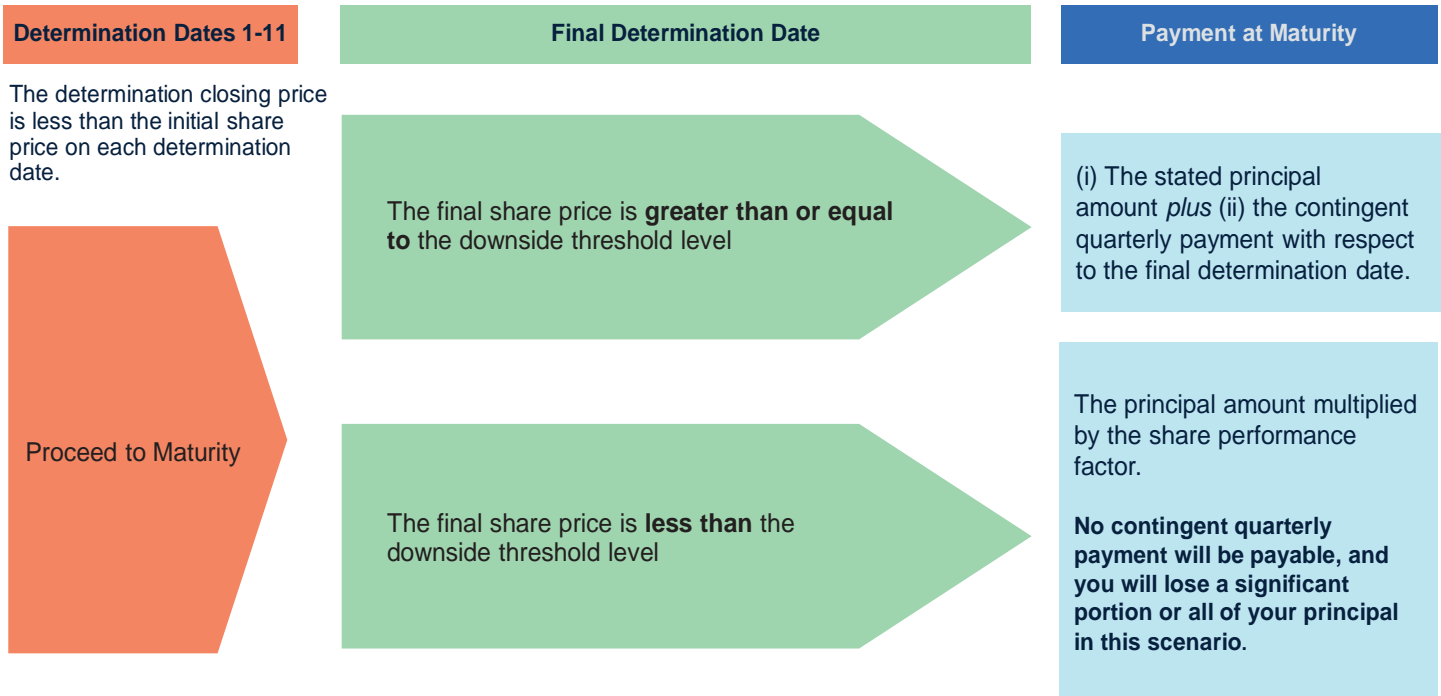 Determination Dates 1-11
Final Determination Date
Payment at Maturity
The determination closing price
is less than the initial share
price on each determination
date.
Proceed to Maturity
The final share price is greater than or equal
to the downside threshold level
(i) The stated principal
amount plus (ii) the contingent
quarterly payment with respect
to the final determination date.
The final share price is less than the
downside threshold level
The principal amount multiplied
by the share performance
factor.
No contingent quarterly
payment will be payable, and
you will lose a significant
portion or all of your principal
in this scenario.